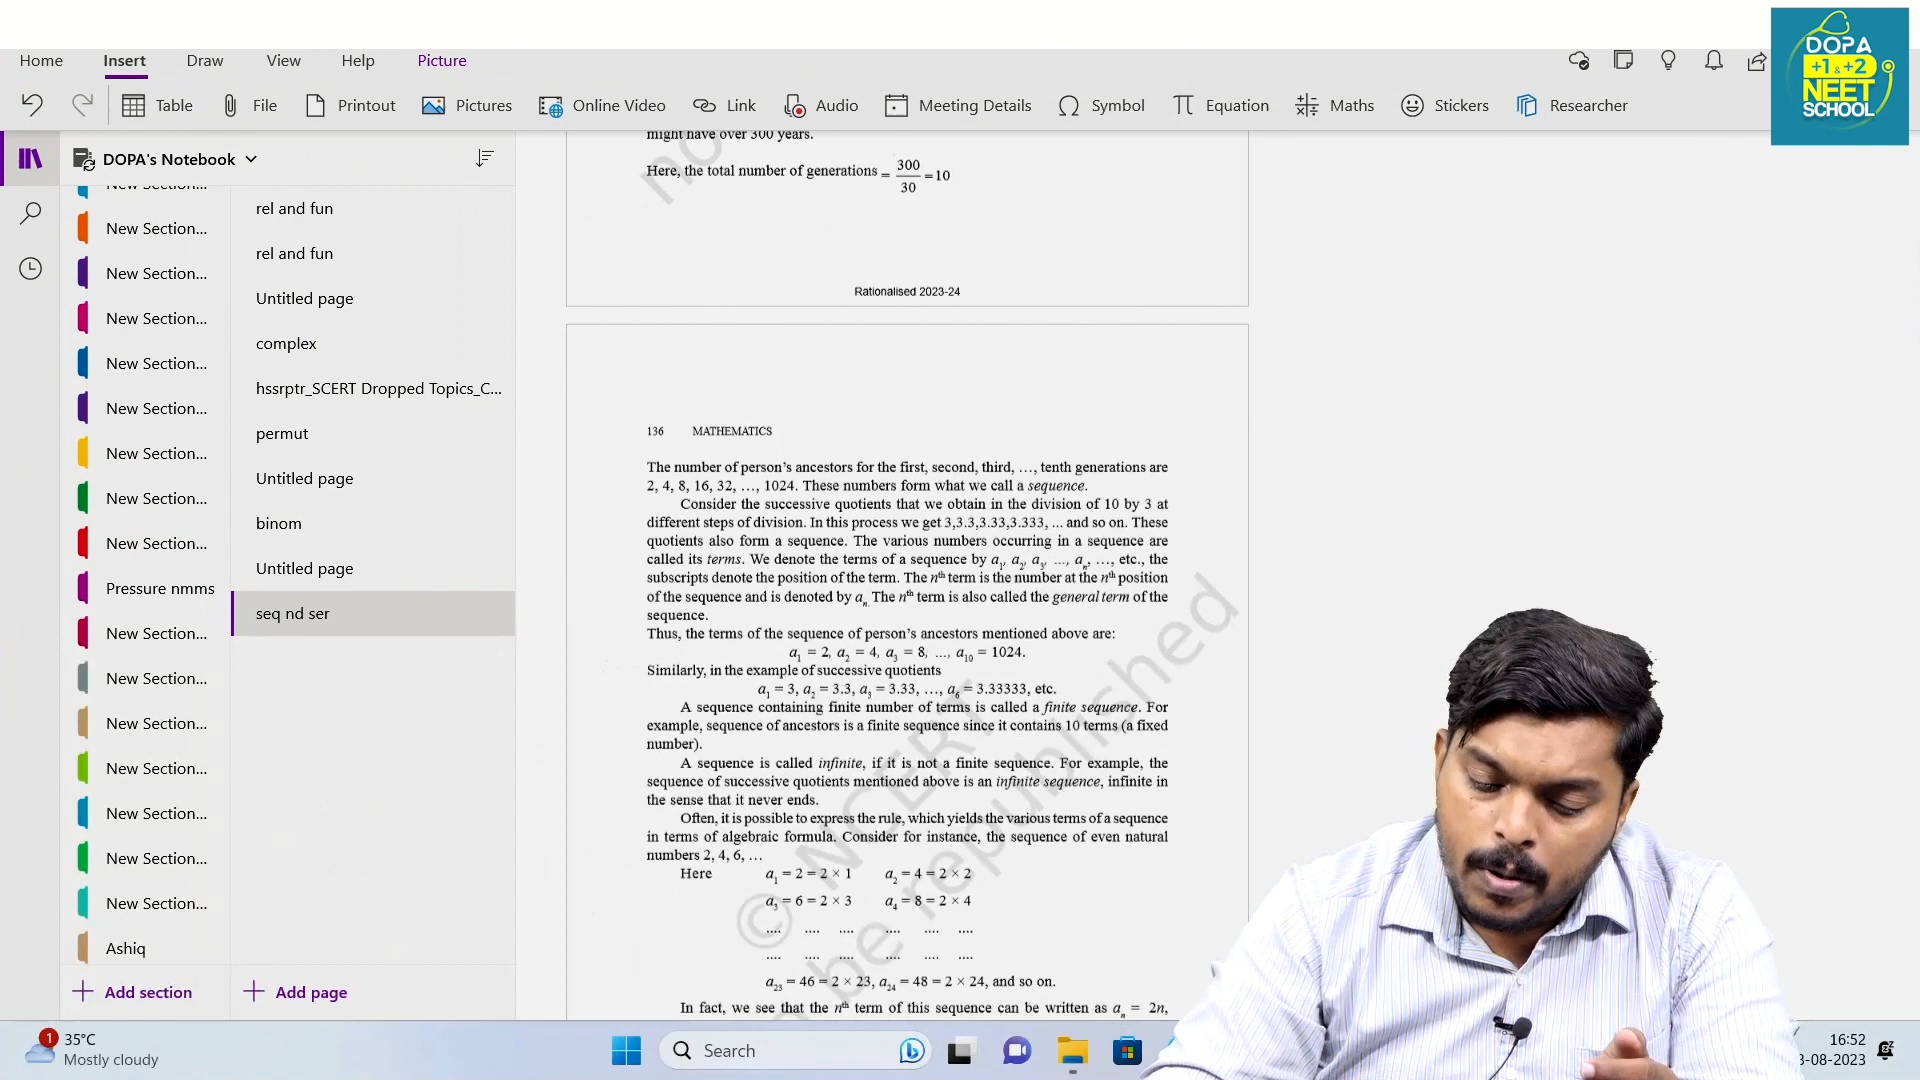 Home Insert Draw View Help Picture
Table File Printout Pictures Online Video Link Audio Meeting Details Symbol Equation Maths Stickers Researcher
DOPA
+1 & +2
NEET
SCHOOL
DOPA's Notebook
New Section...
New Section...
New Section...
New Section...
New Section...
New Section...
New Section...
New Section...
New Section...
Pressure nmms
New Section...
New Section...
New Section...
New Section...
New Section...
New Section...
New Section...
Ashiq
Add section
rel and fun
rel and fun
Untitled page
complex
hssrptr_SCERT Dropped Topics_C...
permut
Untitled page
binom
Untitled page
seq nd ser
Add page
might have over 300 years.
Here, the total number of generations = 300/30 = 10
Rationalised 2023-24
136 MATHEMATICS
The number of person's ancestors for the first, second, third, …, tenth generations are
2, 4, 8, 16, 32, …, 1024. These numbers form what we call a sequence.
Consider the successive quotients that we obtain in the division of 10 by 3 at
different steps of division. In this process we get 3,3.3,3.33,3.333, ... and so on. These
quotients also form a sequence. The various numbers occurring in a sequence are
called its terms. We denote the terms of a sequence by a₁, a₂, a₃, ..., aₙ, …, etc., the
subscripts denote the position of the term. The nᵗʰ term is the number at the nᵗʰ position
of the sequence and is denoted by aₙ. The nᵗʰ term is also called the general term of the
sequence.
Thus, the terms of the sequence of person's ancestors mentioned above are:
a₁ = 2, a₂ = 4, a₃ = 8, …, a₁₀ = 1024.
Similarly, in the example of successive quotients
a₁ = 3, a₂ = 3.3, a₃ = 3.33, …, a₆ = 3.33333, etc.
A sequence containing finite number of terms is called a finite sequence. For
example, sequence of ancestors is a finite sequence since it contains 10 terms (a fixed
number).
A sequence is called infinite, if it is not a finite sequence. For example, the
sequence of successive quotients mentioned above is an infinite sequence, infinite in
the sense that it never ends.
Often, it is possible to express the rule, which yields the various terms of a sequence
in terms of algebraic formula. Consider for instance, the sequence of even natural
numbers 2, 4, 6, …
Here a₁ = 2 = 2 × 1 a₂ = 4 = 2 × 2
a₃ = 6 = 2 × 3 a₄ = 8 = 2 × 4
.... .... .... .... .... ....
.... .... .... .... .... ....
a₂₃ = 46 = 2 × 23, a₂₄ = 48 = 2 × 24, and so on.
In fact, we see that the nᵗʰ term of this sequence can be written as aₙ = 2n,
© NCERT
be republished
1
35°C
Mostly cloudy
Search
16:52
-08-2023